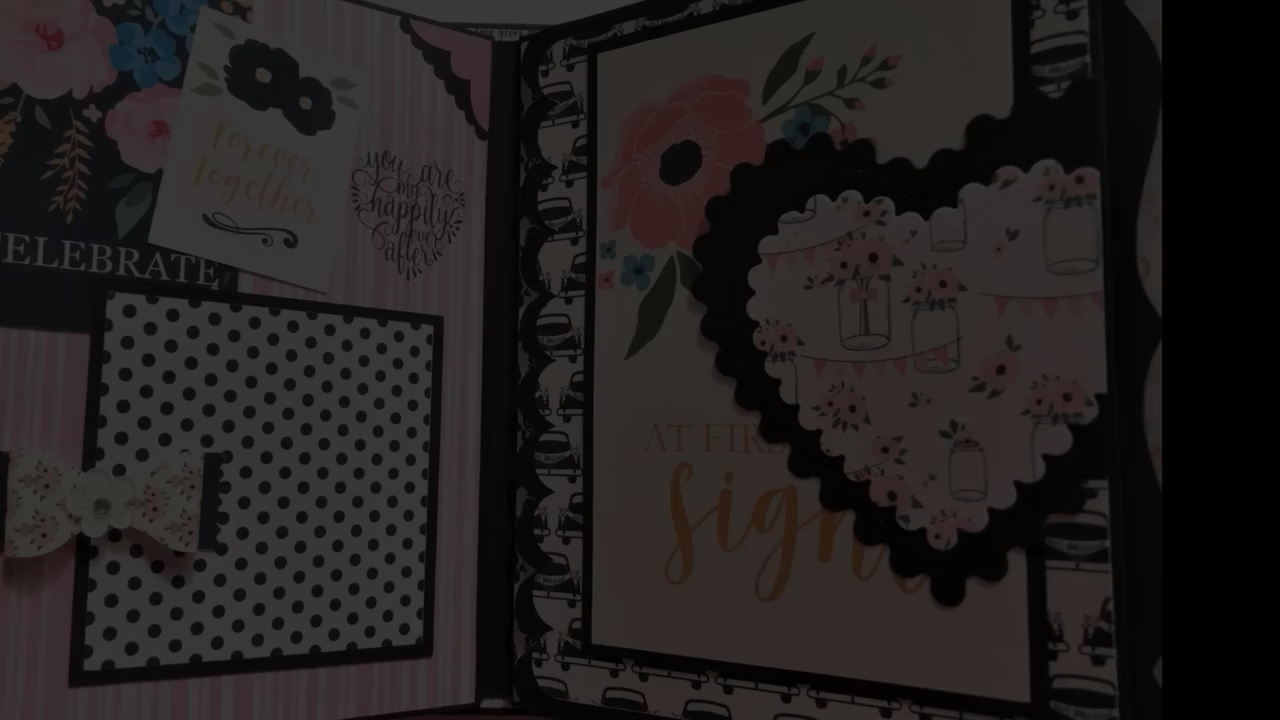 Forever
Together
you are
my
happily
ever
after
ELEBRATE
AT FIRS
Sign